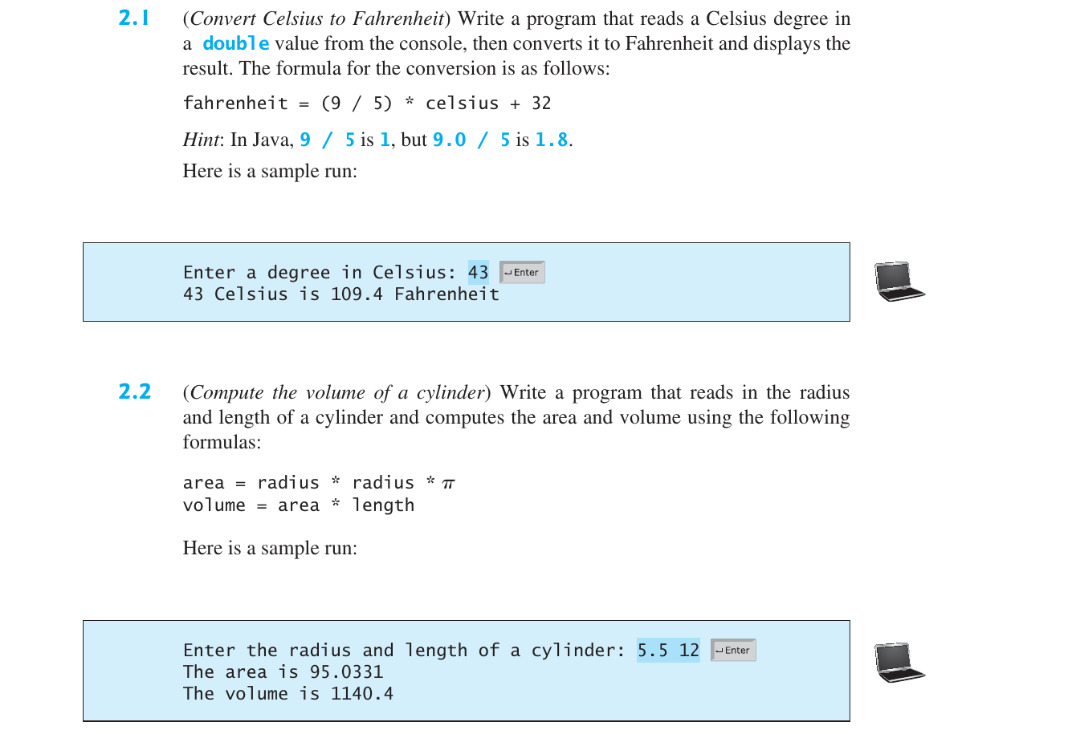 2.1 (Convert Celsius to Fahrenheit) Write a program that reads a Celsius degree in
a double value from the console, then converts it to Fahrenheit and displays the
result. The formula for the conversion is as follows:
fahrenheit = (9 / 5) * celsius + 32
Hint: In Java, 9 / 5 is 1, but 9.0 / 5 is 1.8.
Here is a sample run:
Enter a degree in Celsius: 43 ↵Enter
43 Celsius is 109.4 Fahrenheit
2.2 (Compute the volume of a cylinder) Write a program that reads in the radius
and length of a cylinder and computes the area and volume using the following
formulas:
area = radius * radius * π
volume = area * length
Here is a sample run:
Enter the radius and length of a cylinder: 5.5 12 ↵Enter
The area is 95.0331
The volume is 1140.4